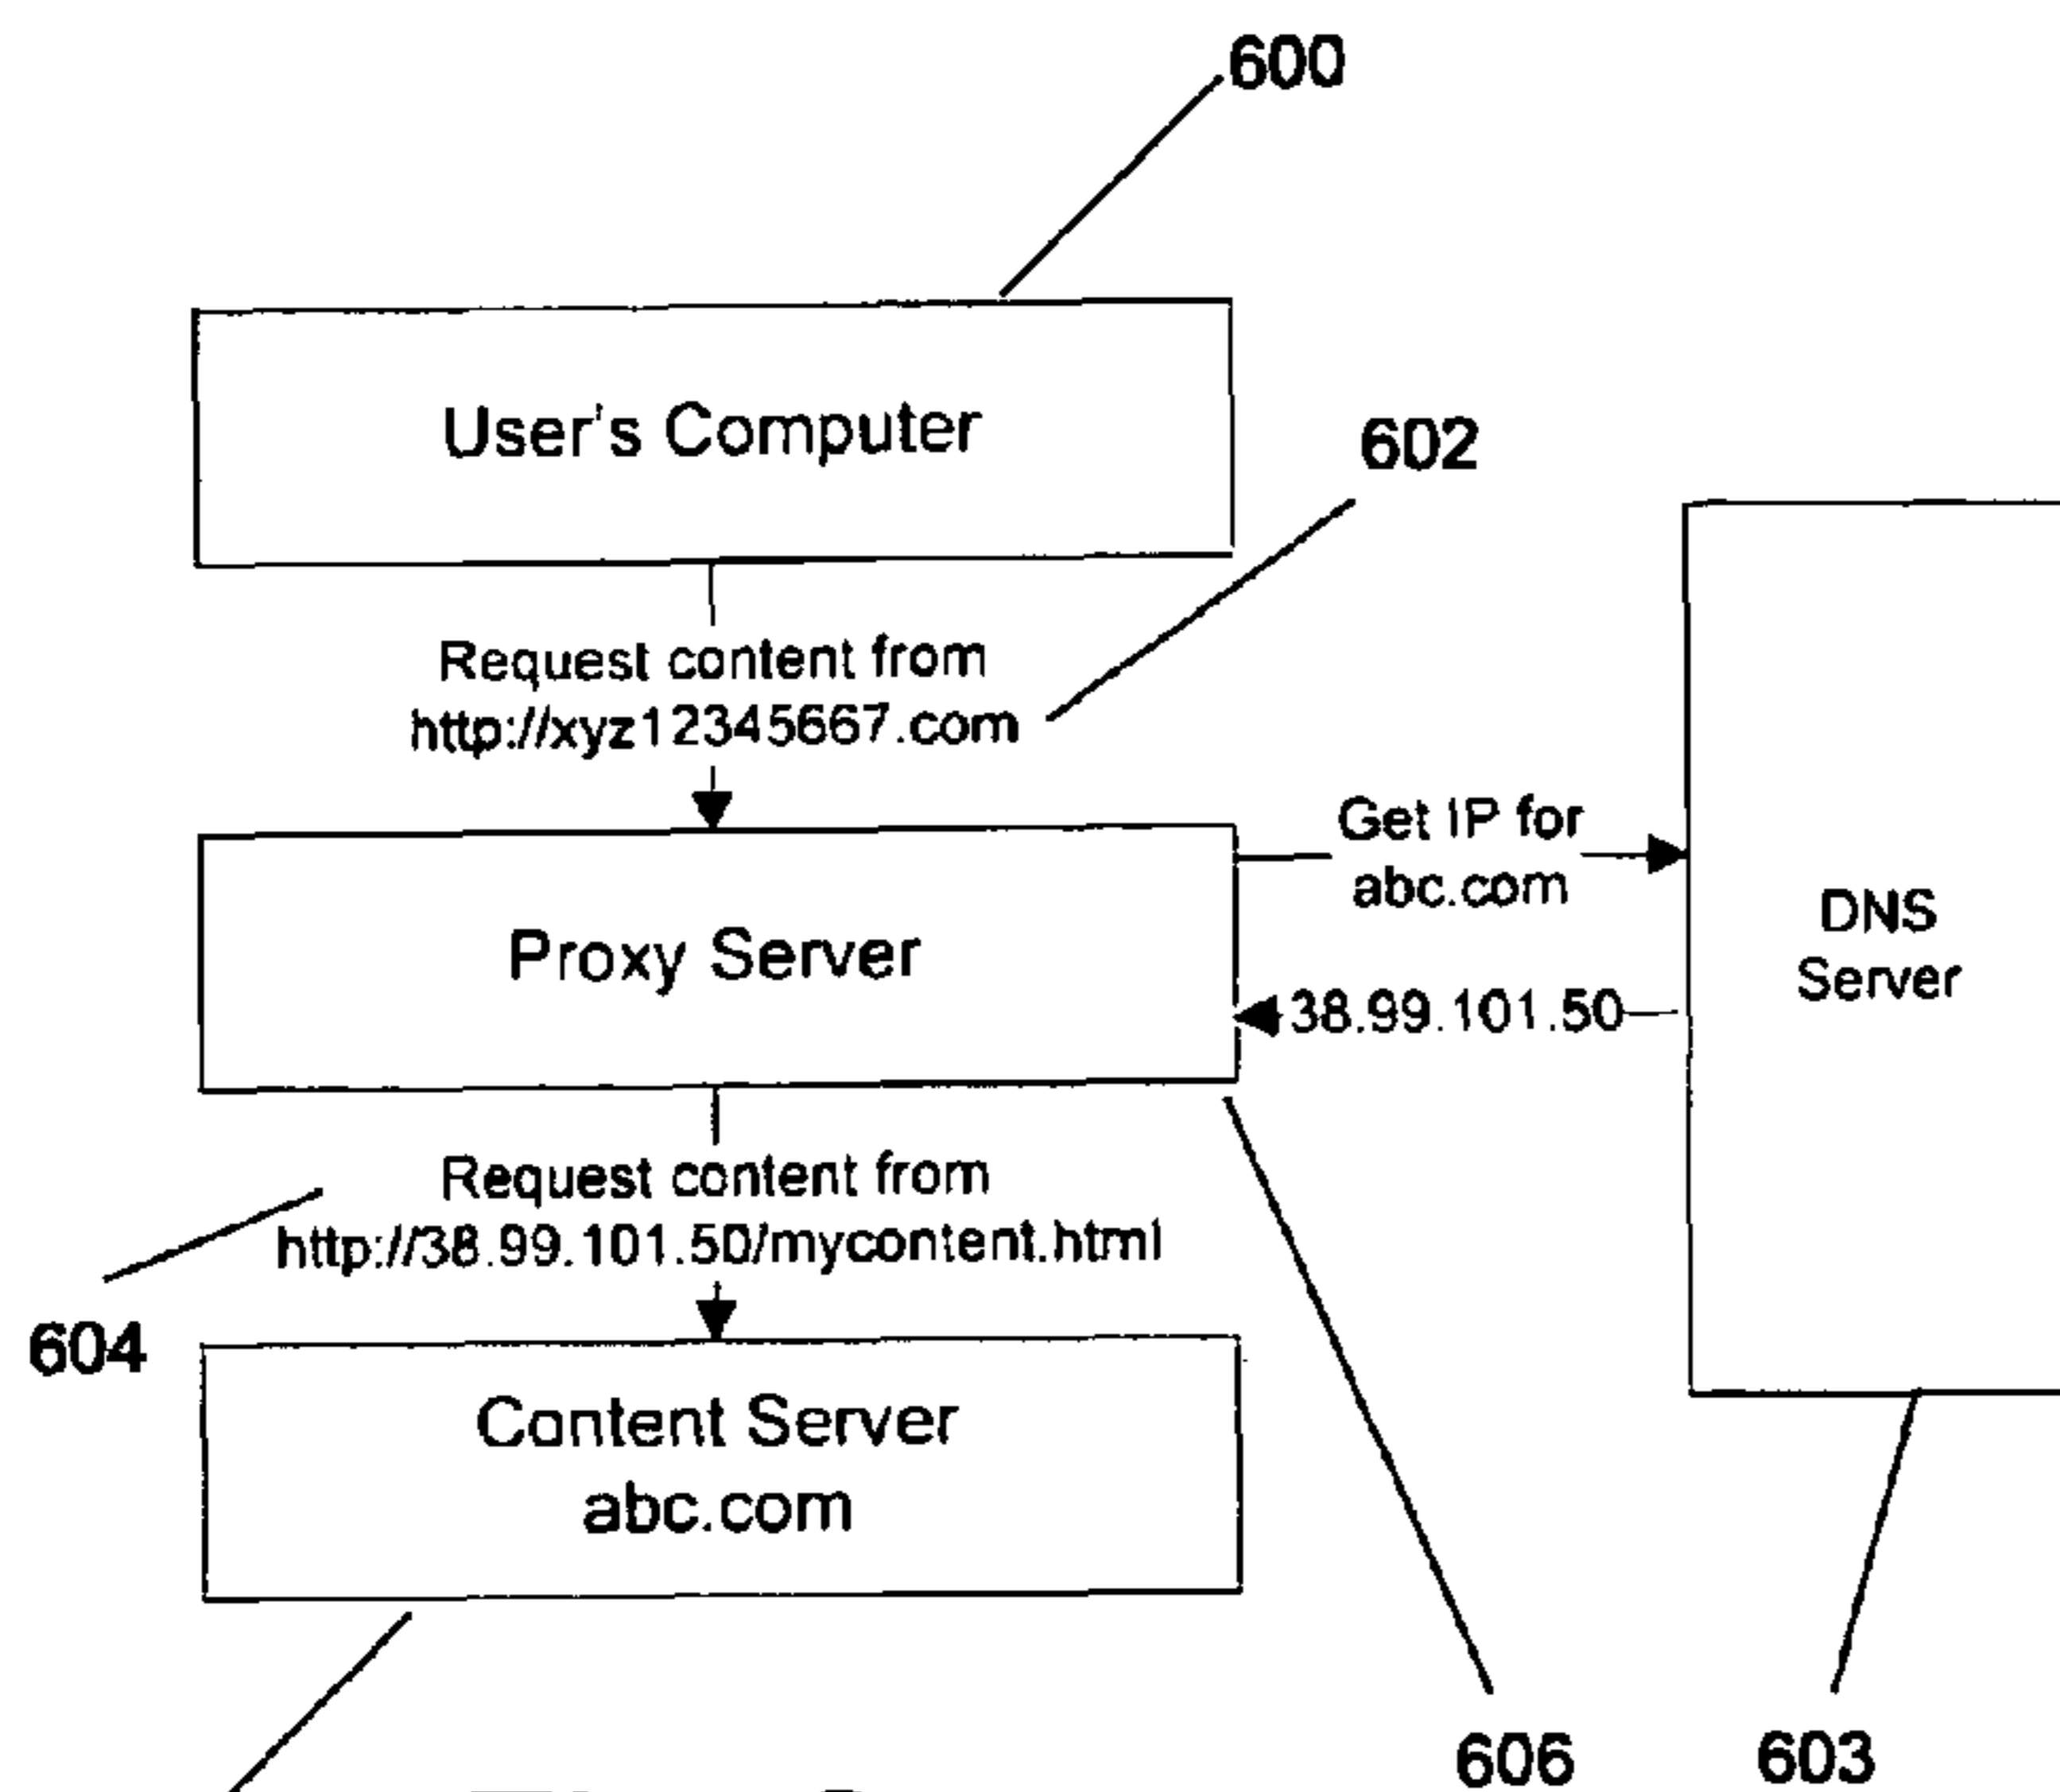 600
User's Computer
602
Request content from
http://xyz12345667.com
Get IP for
abc.com
DNS
Server
Proxy Server
38.99.101.50
Request content from
http://38.99.101.50/mycontent.html
604
Content Server
abc.com
606
603